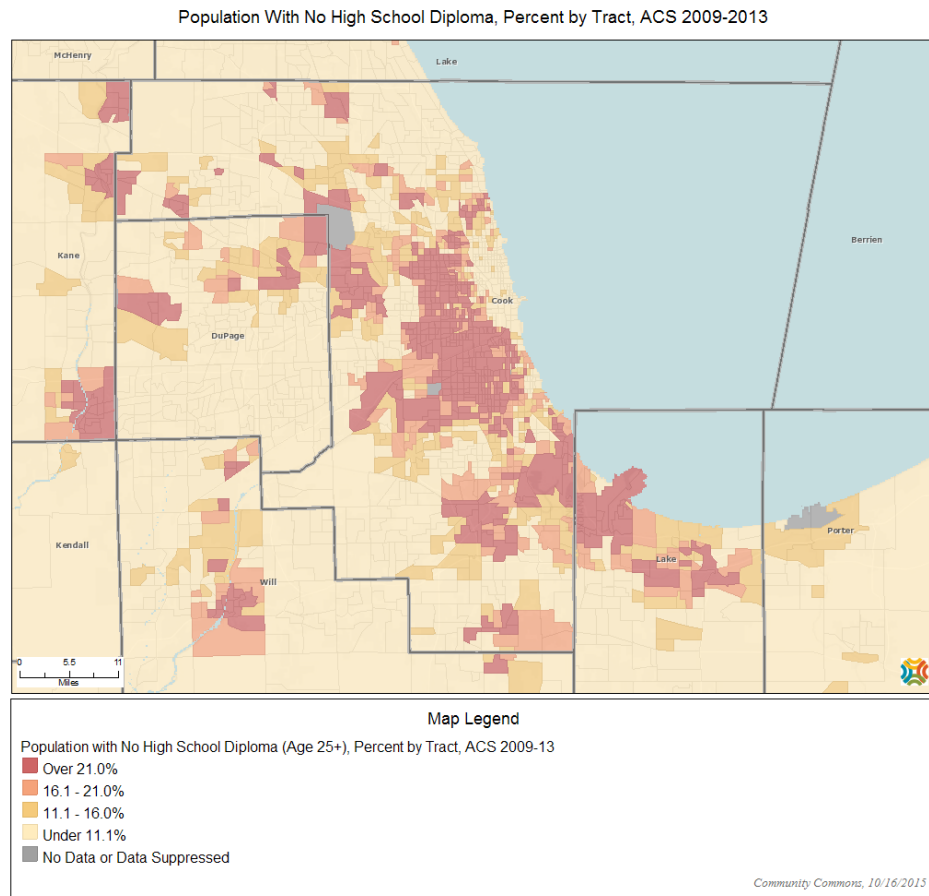 Population With No High School Diploma, Percent by Tract, ACS 2009-2013
McHenry
Lake
Kane
Berrien
Cook
DuPage
Kendall
Porter
Lake
Will
0 5.5 11
Miles
Map Legend
Population with No High School Diploma (Age 25+), Percent by Tract, ACS 2009-13
Over 21.0%
16.1 - 21.0%
11.1 - 16.0%
Under 11.1%
No Data or Data Suppressed
Community Commons, 10/16/2015